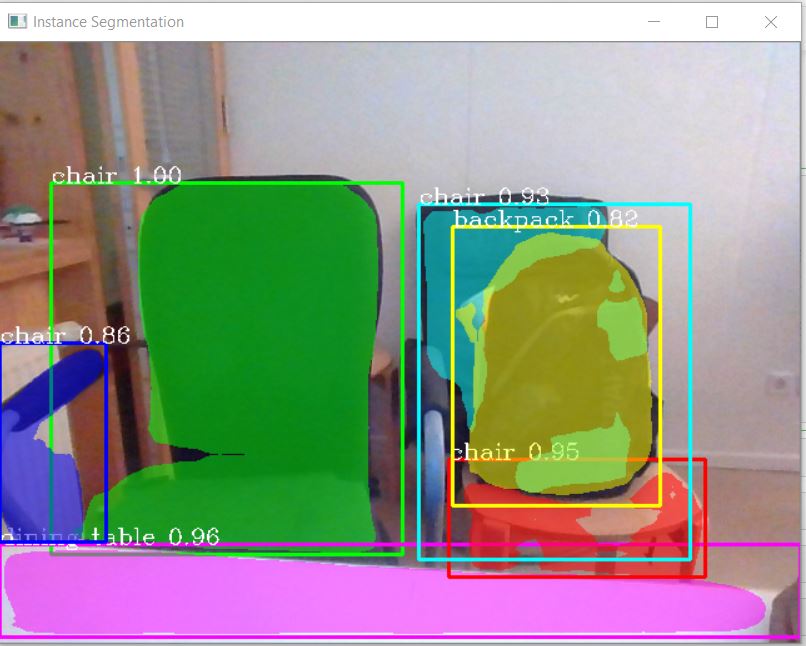 Instance Segmentation
chair 1.00
chair 0.93
backpack 0.82
chair 0.86
chair 0.95
dining table 0.96